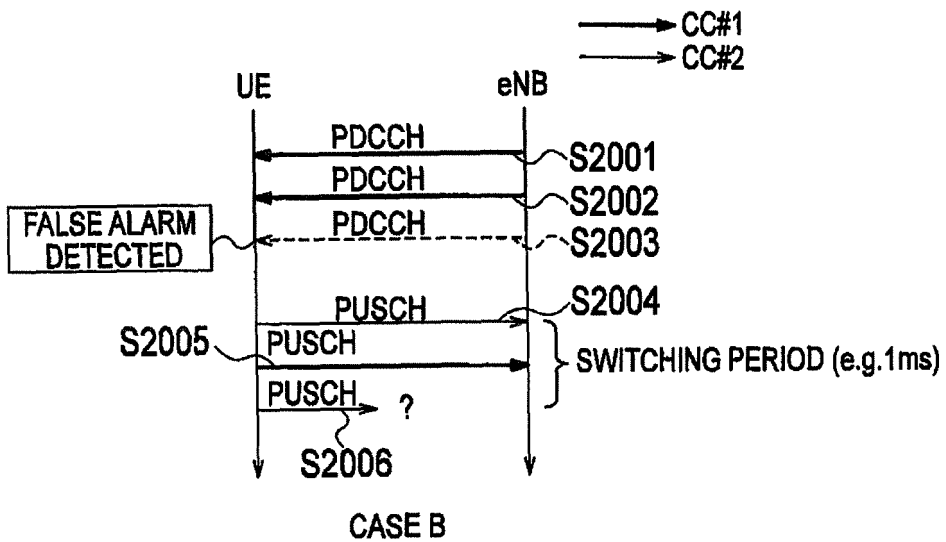 CC#1
CC#2
UE
eNB
PDCCH
S2001
PDCCH
S2002
FALSE ALARM
DETECTED
PDCCH
S2003
PUSCH
S2004
S2005
PUSCH
SWITCHING PERIOD (e.g.1ms)
PUSCH
?
S2006
CASE B